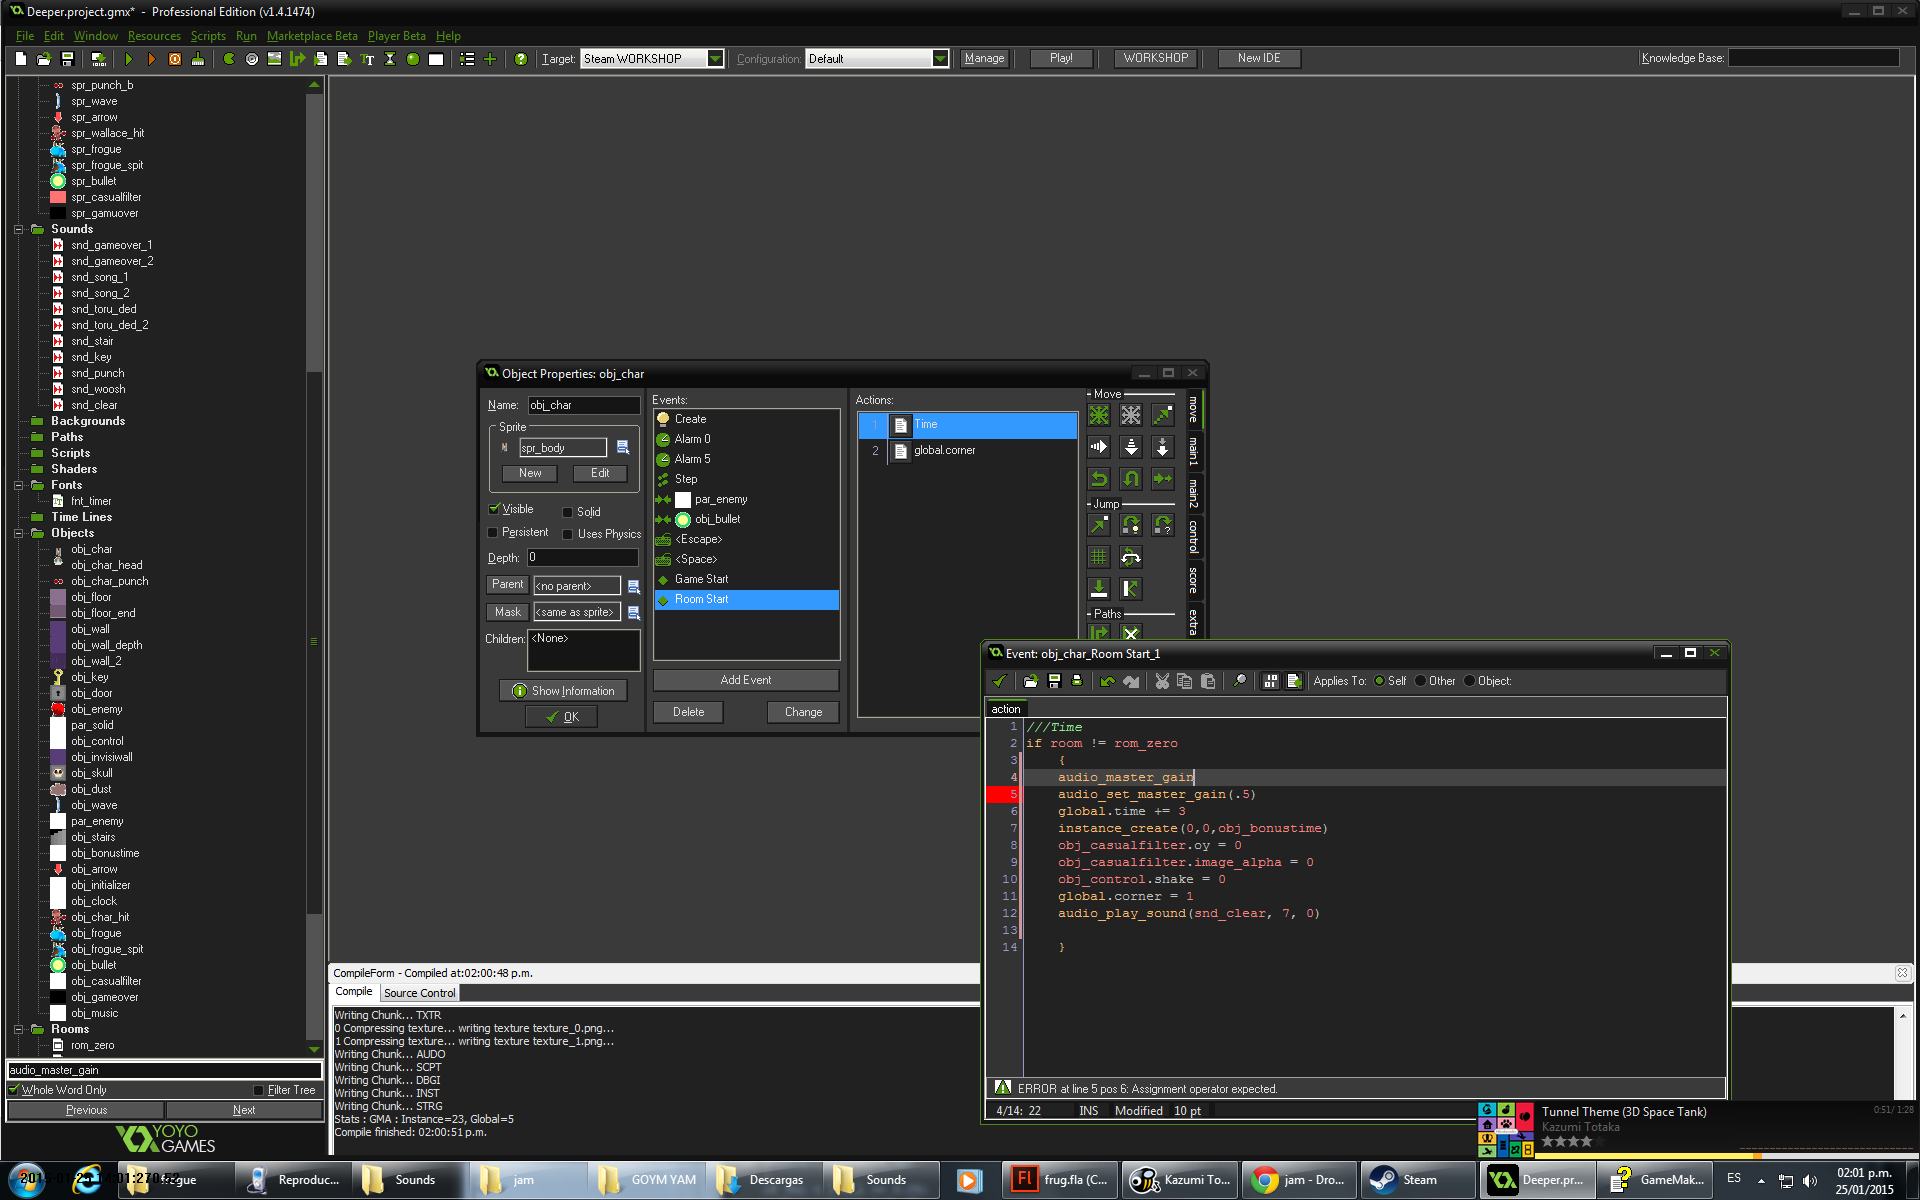 Deeper.project.gmx* - Professional Edition (v1.4.1474)
File Edit Window Resources Scripts Run Marketplace Beta Player Beta Help
Target: Steam WORKSHOP Configuration: Default Manage Play! WORKSHOP New IDE Knowledge Base:
spr_punch_b
spr_wave
spr_arrow
spr_wallace_hit
spr_frogue
spr_frogue_spit
spr_bullet
spr_casualfilter
spr_gamuover
Sounds
snd_gameover_1
snd_gameover_2
snd_song_1
snd_song_2
snd_toru_ded
snd_toru_ded_2
snd_stair
snd_key
snd_punch
snd_woosh
snd_clear
Backgrounds
Paths
Scripts
Shaders
Fonts
fnt_timer
Time Lines
Objects
obj_char
obj_char_head
obj_char_punch
obj_floor
obj_floor_end
obj_wall
obj_wall_depth
obj_wall_2
obj_key
obj_door
obj_enemy
par_solid
obj_control
obj_invisiwall
obj_skull
obj_dust
obj_wave
par_enemy
obj_stairs
obj_bonustime
obj_arrow
obj_initializer
obj_clock
obj_char_hit
obj_frogue
obj_frogue_spit
obj_bullet
obj_casualfilter
obj_gameover
obj_music
Rooms
rom_zero
audio_master_gain
Whole Word Only Filter Tree
Previous Next
YOYO
GAMES
Object Properties: obj_char
Name: obj_char
Sprite
spr_body
New Edit
Visible Solid
Persistent Uses Physics
Depth: 0
Parent <no parent>
Mask <same as sprite>
Children: <None>
Show Information
OK
Events:
Create
Alarm 0
Alarm 5
Step
par_enemy
obj_bullet
<Escape>
<Space>
Game Start
Room Start
Add Event
Delete Change
Actions:
1 Time
2 global.corner
Move
Jump
Paths
move
main1
main2
control
score
extra
Event: obj_char_Room Start_1
Applies To: Self Other Object:
action
1 ///Time
2 if room != rom_zero
3 {
4 audio_master_gain
5 audio_set_master_gain(.5)
6 global.time += 3
7 instance_create(0,0,obj_bonustime)
8 obj_casualfilter.oy = 0
9 obj_casualfilter.image_alpha = 0
10 obj_control.shake = 0
11 global.corner = 1
12 audio_play_sound(snd_clear, 7, 0)
13
14 }
ERROR at line 5 pos 6: Assignment operator expected.
4/14: 22 INS Modified 10 pt
CompileForm - Compiled at:02:00:48 p.m.
Compile Source Control
Writing Chunk... TXTR
0 Compressing texture... writing texture texture_0.png...
1 Compressing texture... writing texture texture_1.png...
Writing Chunk... AUDO
Writing Chunk... SCPT
Writing Chunk... DBGI
Writing Chunk... INST
Writing Chunk... STRG
Stats : GMA : Instance=23, Global=5
Compile finished: 02:00:51 p.m.
Tunnel Theme (3D Space Tank) 0:51/ 1:28
Kazumi Totaka
Reproduc... Sounds jam GOYM YAM Descargas Sounds frug.fla (C... Kazumi To... jam - Dro... Steam Deeper.pr... GameMak... ES
02:01 p.m.
25/01/2015